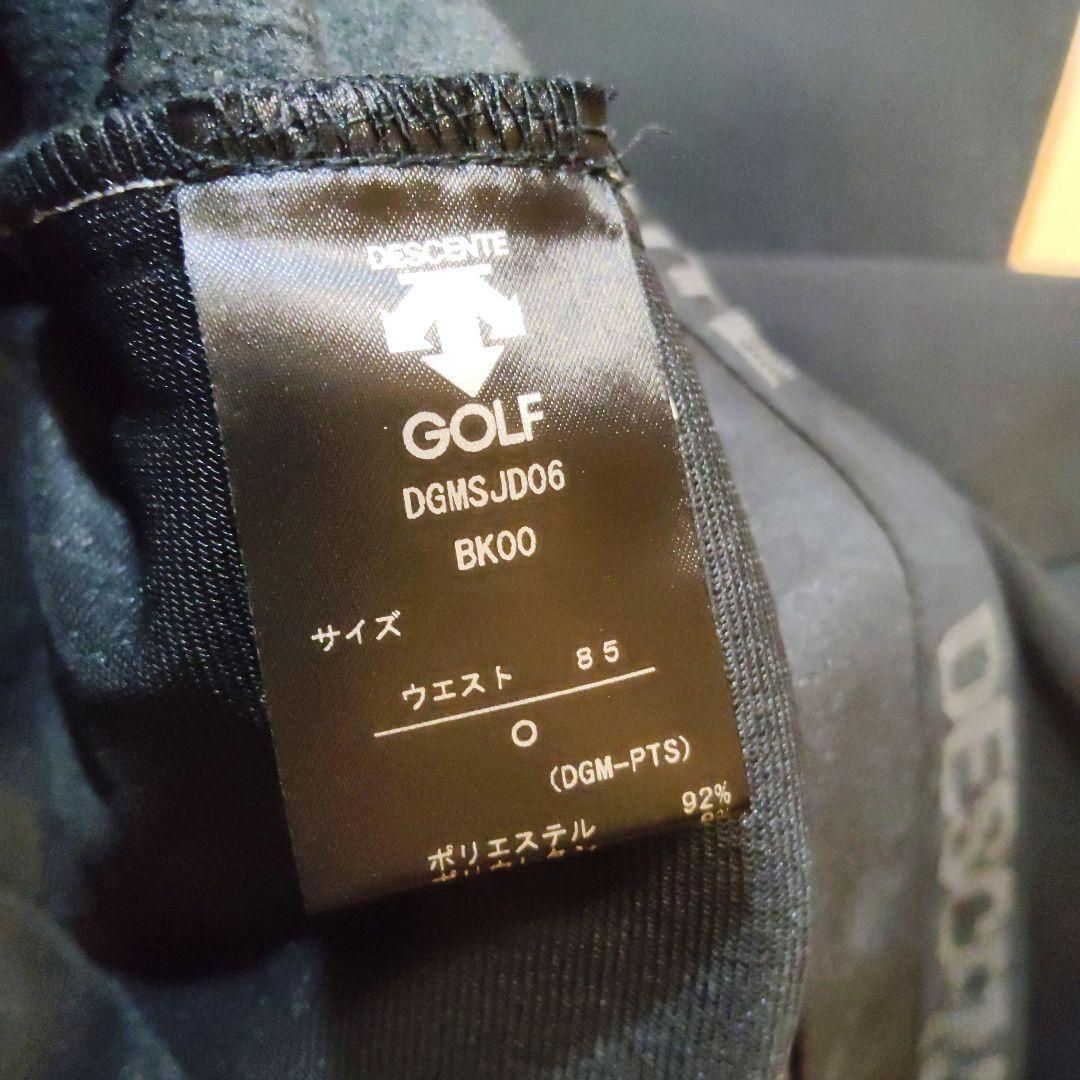 DESCENTE
GOLF
DGMSJD06
BK00
サイズ
ウエスト 85
O
(DGM-PTS)
ポリエステル 92%
DESC